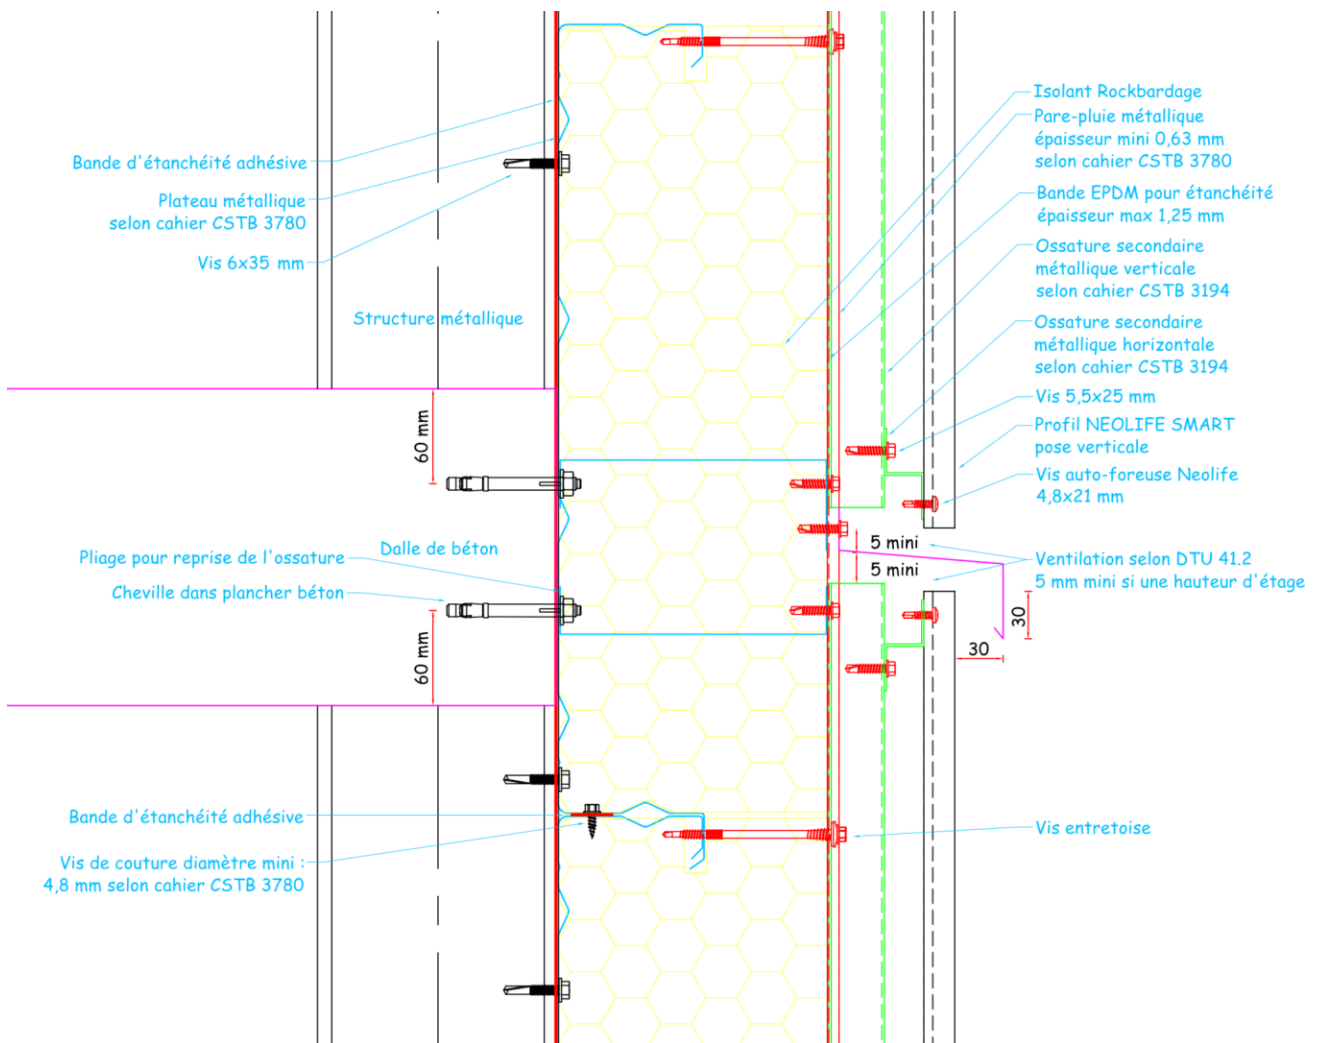 Bande d'étanchéité adhésive
Plateau métallique
selon cahier CSTB 3780
Vis 6x35 mm
Structure métallique
60 mm
Pliage pour reprise de l'ossature
Dalle de béton
Cheville dans plancher béton
60 mm
Bande d'étanchéité adhésive
Vis de couture diamètre mini :
4,8 mm selon cahier CSTB 3780
Isolant Rockbardage
Pare-pluie métallique
épaisseur mini 0,63 mm
selon cahier CSTB 3780
Bande EPDM pour étanchéité
épaisseur max 1,25 mm
Ossature secondaire
métallique verticale
selon cahier CSTB 3194
Ossature secondaire
métallique horizontale
selon cahier CSTB 3194
Vis 5,5x25 mm
Profil NEOLIFE SMART
pose verticale
Vis auto-foreuse Neolife
4,8x21 mm
5 mini
5 mini
Ventilation selon DTU 41.2
5 mm mini si une hauteur d'étage
30
30
Vis entretoise